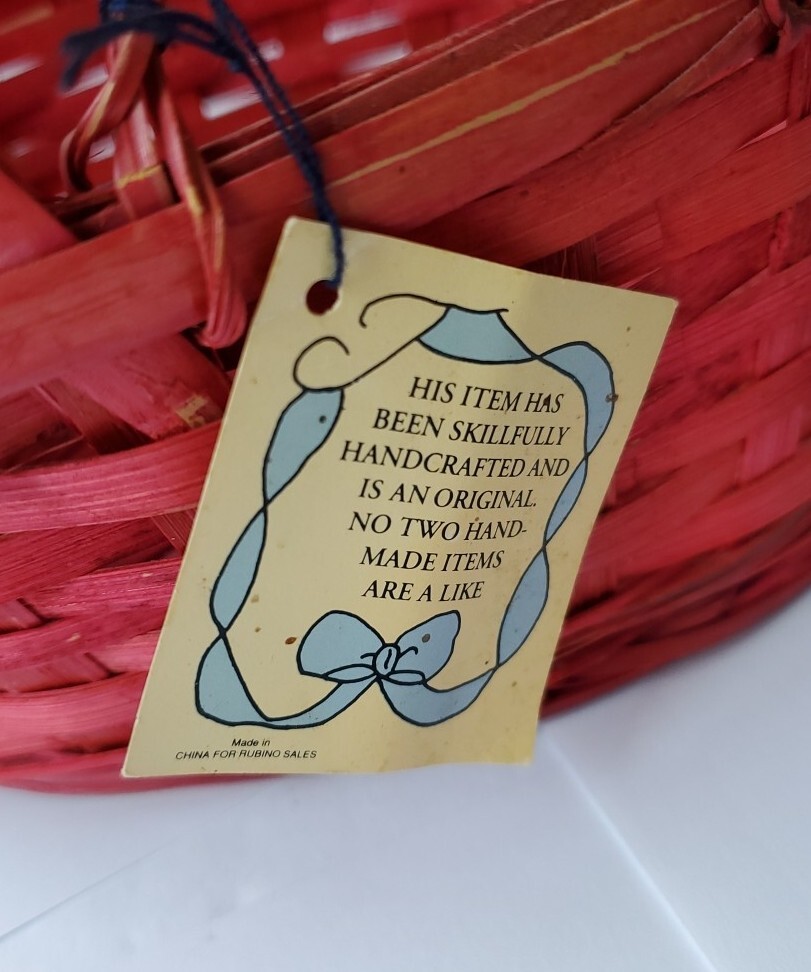 HIS ITEM HAS
BEEN SKILLFULLY
HANDCRAFTED AND
IS AN ORIGINAL.
NO TWO HAND-
MADE ITEMS
ARE A LIKE
Made in
CHINA FOR RUBINO SALES